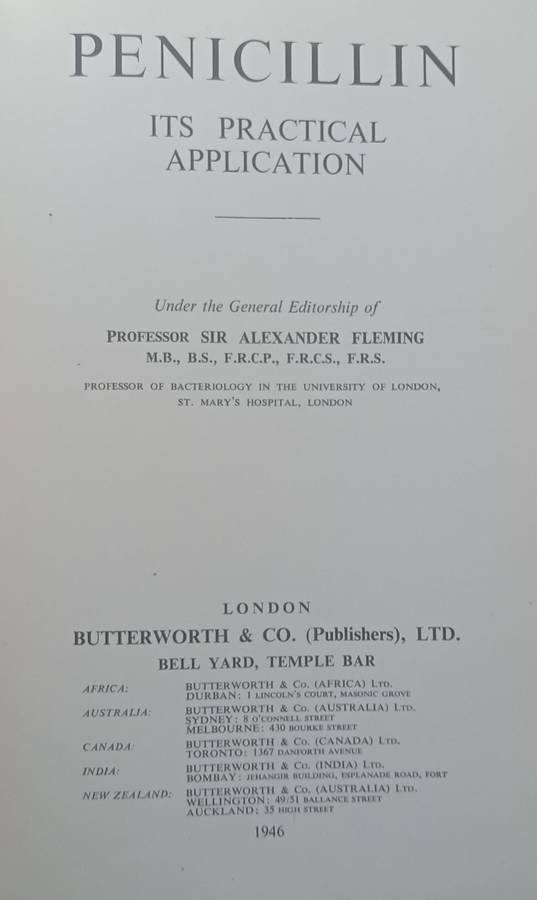 PENICILLIN
ITS PRACTICAL
APPLICATION
Under the General Editorship of
PROFESSOR SIR ALEXANDER FLEMING
M.B., B.S., F.R.C.P., F.R.C.S., F.R.S.
PROFESSOR OF BACTERIOLOGY IN THE UNIVERSITY OF LONDON,
ST. MARY'S HOSPITAL, LONDON
LONDON
BUTTERWORTH & CO. (Publishers), LTD.
BELL YARD, TEMPLE BAR
AFRICA: BUTTERWORTH & Co. (AFRICA) LTD.
DURBAN: 1 LINCOLN'S COURT, MASONIC GROVE
AUSTRALIA: BUTTERWORTH & Co. (AUSTRALIA) LTD.
SYDNEY: 8 O'CONNELL STREET
MELBOURNE: 430 BOURKE STREET
CANADA: BUTTERWORTH & Co. (CANADA) LTD.
TORONTO: 1367 DANFORTH AVENUE
INDIA: BUTTERWORTH & Co. (INDIA) LTD.
BOMBAY: JEHANGIR BUILDING, ESPLANADE ROAD, FORT
NEW ZEALAND: BUTTERWORTH & Co. (AUSTRALIA) LTD.
WELLINGTON: 49/51 BALLANCE STREET
AUCKLAND: 35 HIGH STREET
1946